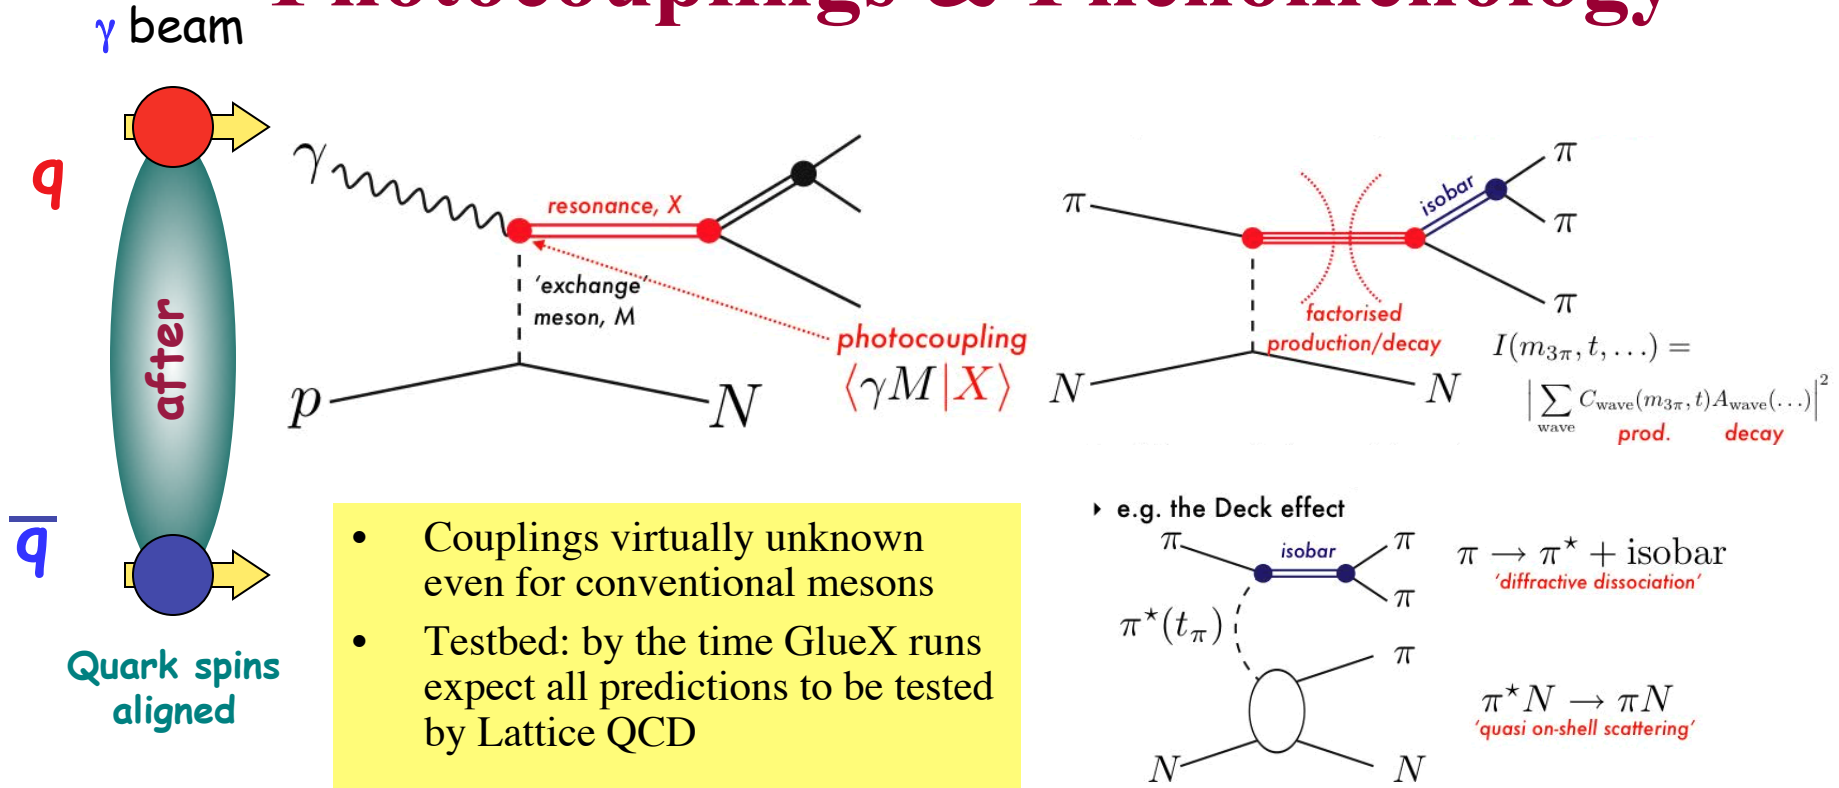 Photocouplings & Phenomenology
γ beam
q
after
q̅
Quark spins
aligned
γ
resonance, X
'exchange'
meson, M
photocoupling
⟨γM|X⟩
p
N
π
isobar
π
π
π
factorised
production/decay
N
N
I(m3π, t, …) =
|∑wave Cwave(m3π, t)Awave(…)|²
prod. decay
• Couplings virtually unknown
even for conventional mesons
• Testbed: by the time GlueX runs
expect all predictions to be tested
by Lattice QCD
‣ e.g. the Deck effect
π
isobar
π
π
π → π⋆ + isobar
'diffractive dissociation'
π⋆(tπ)
π
π⋆N → πN
'quasi on-shell scattering'
N
N